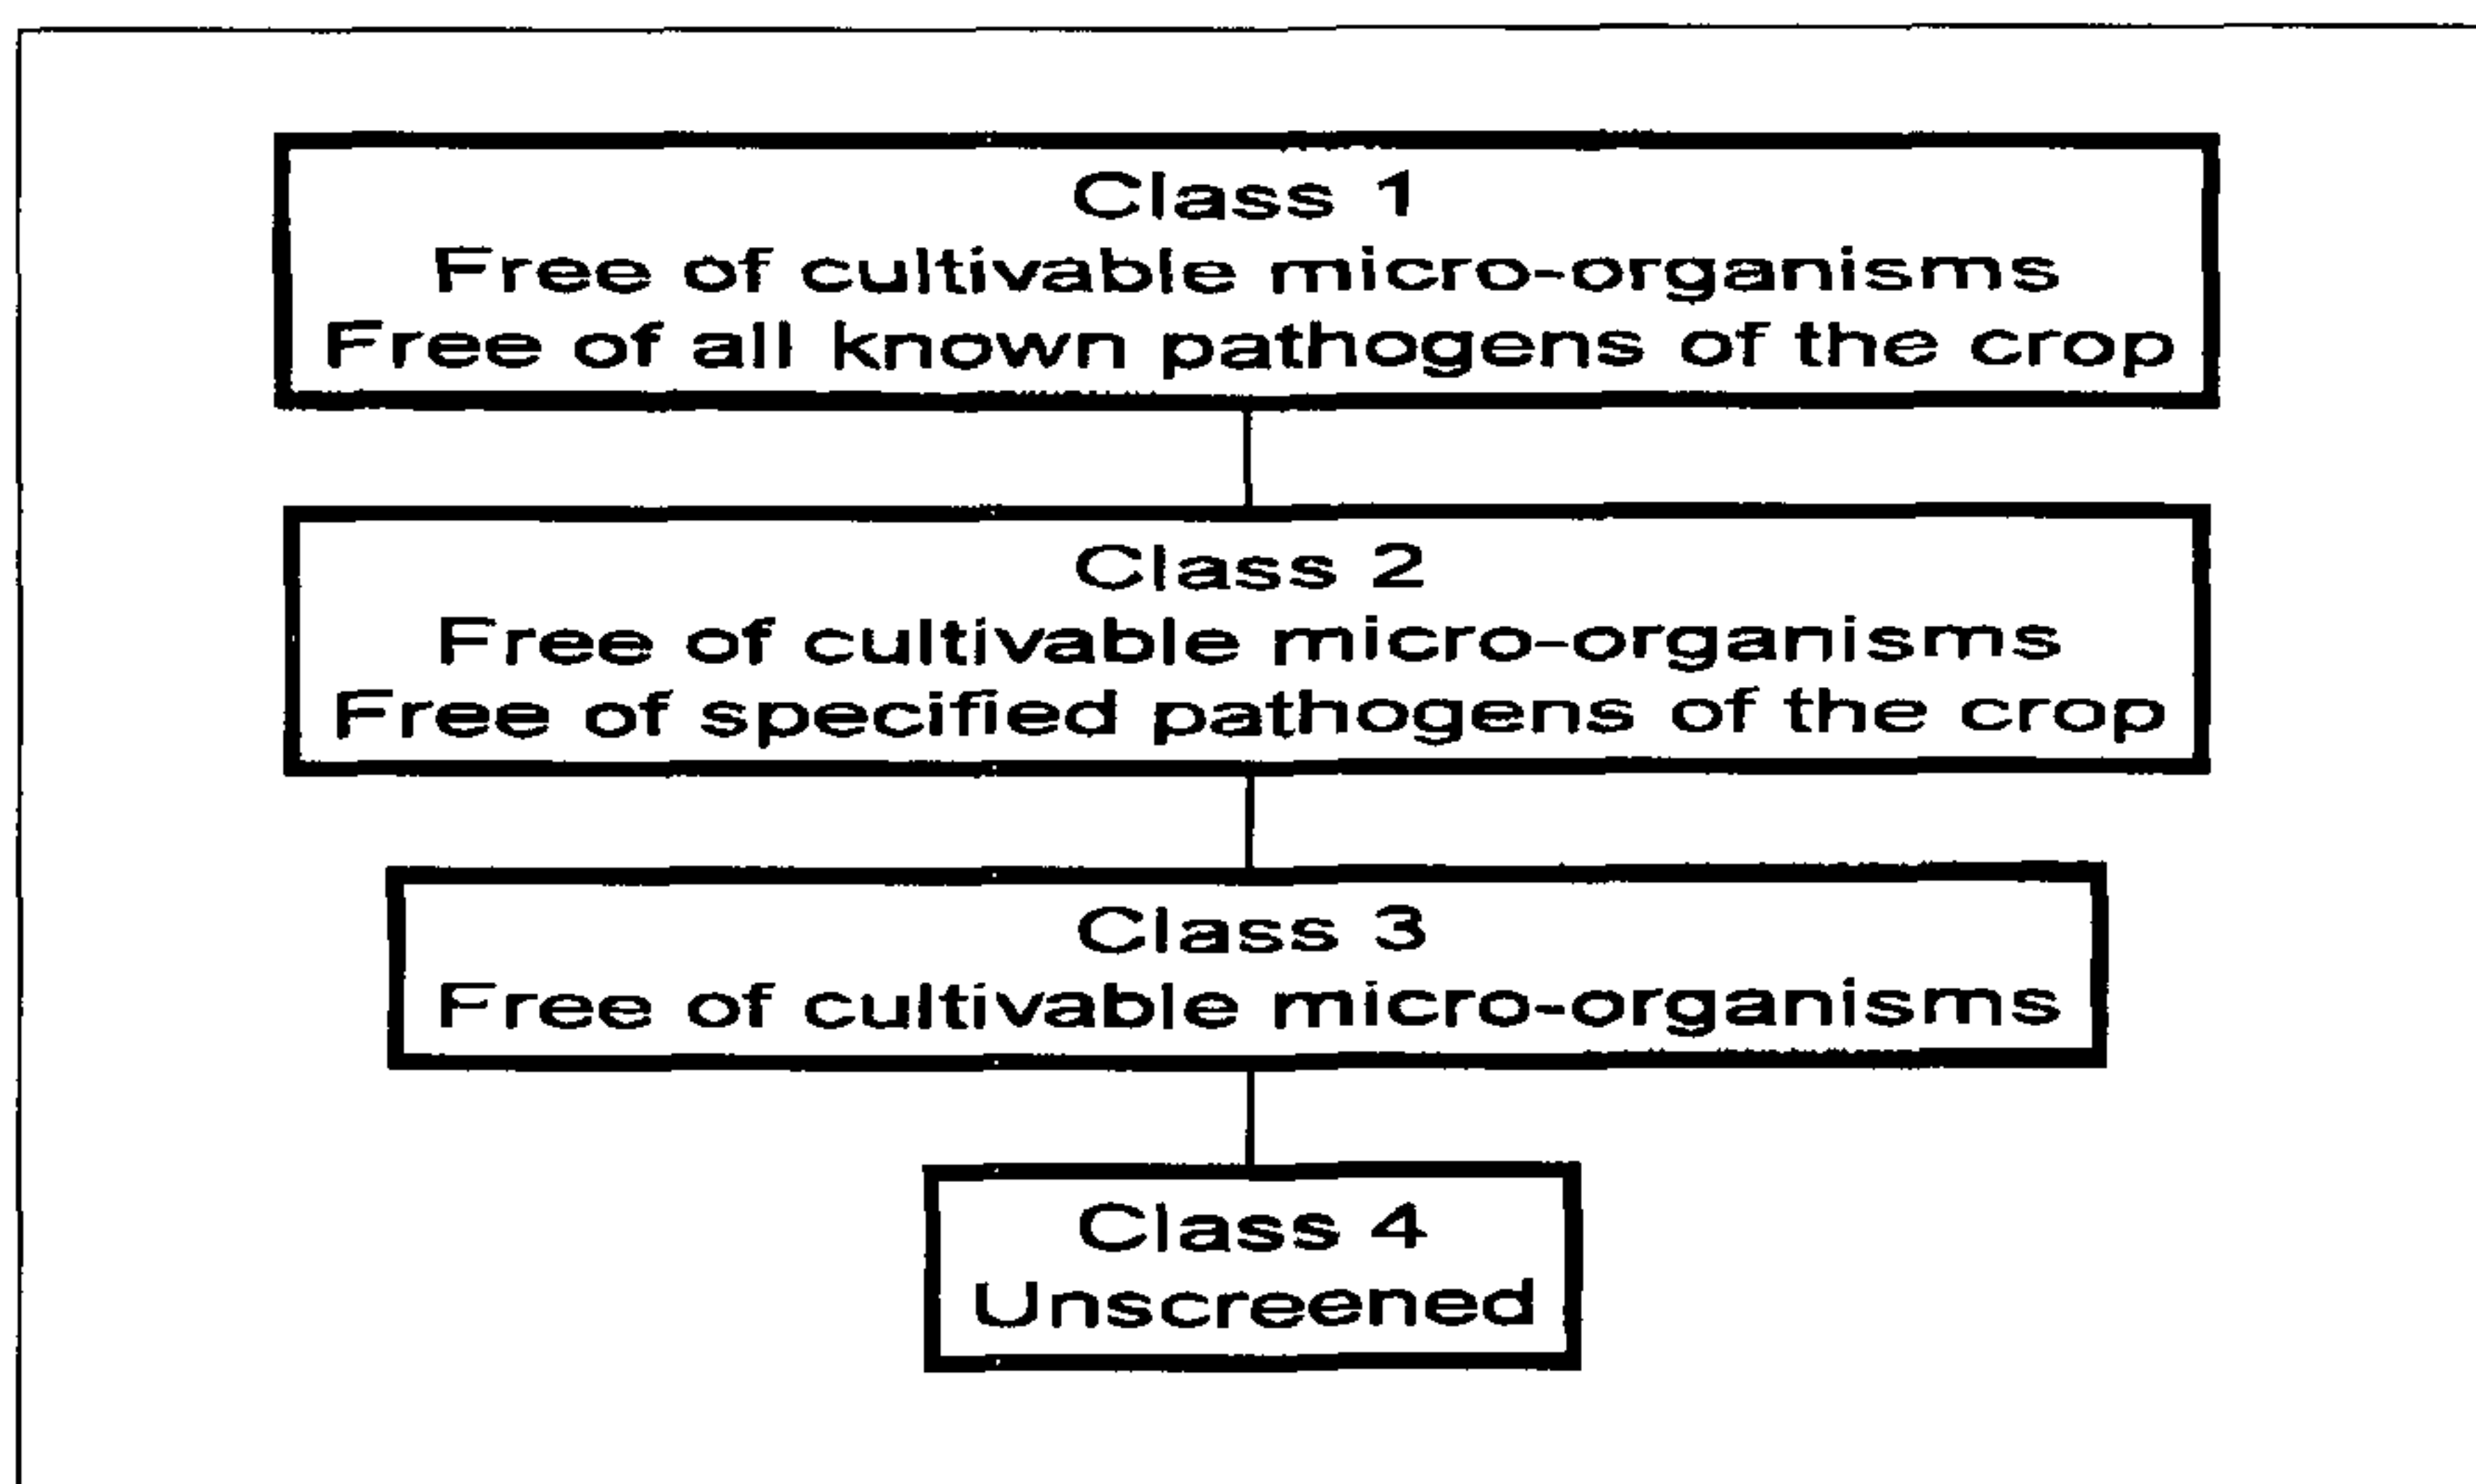 Class 1
Free of cultivable micro-organisms
Free of all known pathogens of the crop
Class 2
Free of cultivable micro-organisms
Free of specified pathogens of the crop
Class 3
Free of cultivable micro-organisms
Class 4
Unscreened